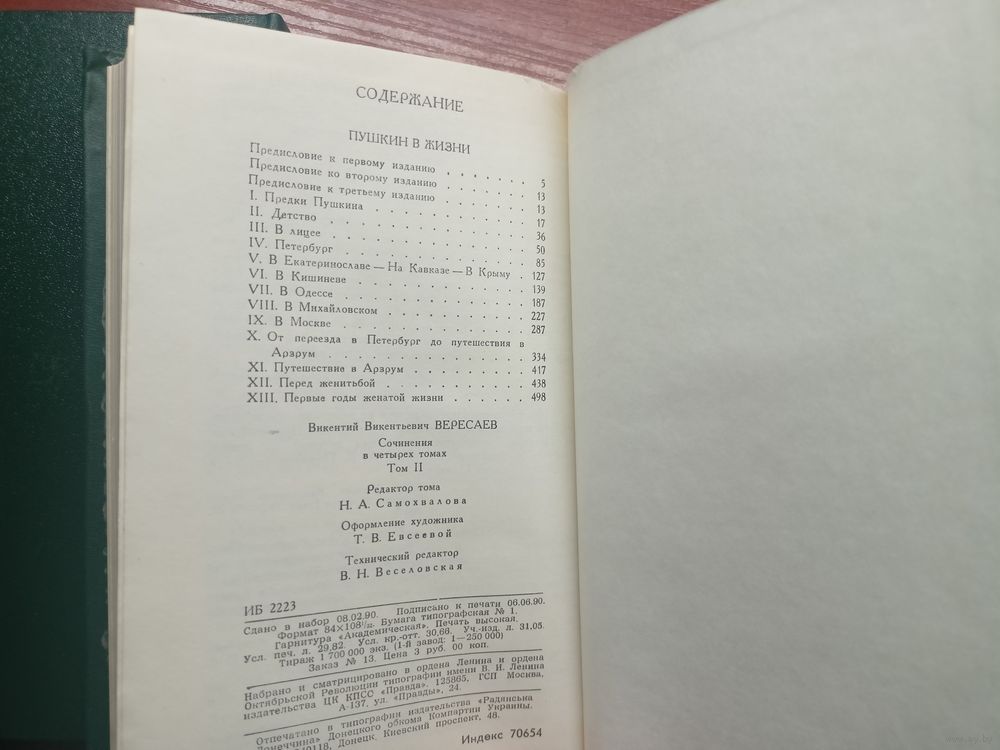 СОДЕРЖАНИЕ
ПУШКИН В ЖИЗНИ
Предисловие к первому изданию . . . . . . . 5
Предисловие ко второму изданию . . . . . . 13
Предисловие к третьему изданию . . . . . . 13
I. Предки Пушкина . . . . . . . . . . . 17
II. Детство . . . . . . . . . . . . . . 36
III. В лицее . . . . . . . . . . . . . . 50
IV. Петербург . . . . . . . . . . . . . 85
V. В Екатеринославе — На Кавказе — В Крыму . 127
VI. В Кишиневе . . . . . . . . . . . . 139
VII. В Одессе . . . . . . . . . . . . . 187
VIII. В Михайловском . . . . . . . . . . 227
IX. В Москве . . . . . . . . . . . . . 287
X. От переезда в Петербург до путешествия в
Арзрум . . . . . . . . . . . . . . 334
XI. Путешествие в Арзрум . . . . . . . . 417
XII. Перед женитьбой . . . . . . . . . . 438
XIII. Первые годы женатой жизни . . . . . . 498
Викентий Викентьевич ВЕРЕСАЕВ
Сочинения
в четырех томах
Том II
Редактор тома
Н. А. Самохвалова
Оформление художника
Т. В. Евсеевой
Технический редактор
В. Н. Веселовская
ИБ 2223
Сдано в набор 08.02.90. Подписано к печати 06.06.90.
Формат 84×108¹/₃₂. Бумага типографская № 1.
Гарнитура «Академическая». Печать высокая.
Усл. печ. л. 29,82. Усл. кр.-отт. 30,66. Уч.-изд. л. 31,05.
Тираж 1 700 000 экз. (1-й завод: 1—250 000)
Заказ № 13. Цена 3 руб. 00 коп.
Набрано и сматрицировано в ордена Ленина и ордена
Октябрьской Революции типографии имени В. И. Ленина
издательства ЦК КПСС «Правда». 125865, ГСП Москва,
А-137, ул. «Правды», 24.
Отпечатано в типографии издательства «Радянська
Донеччина» Донецкого обкома Компартии Украины.
340118, Донецк, Киевский проспект, 48.
Индекс 70654
www.ay.by